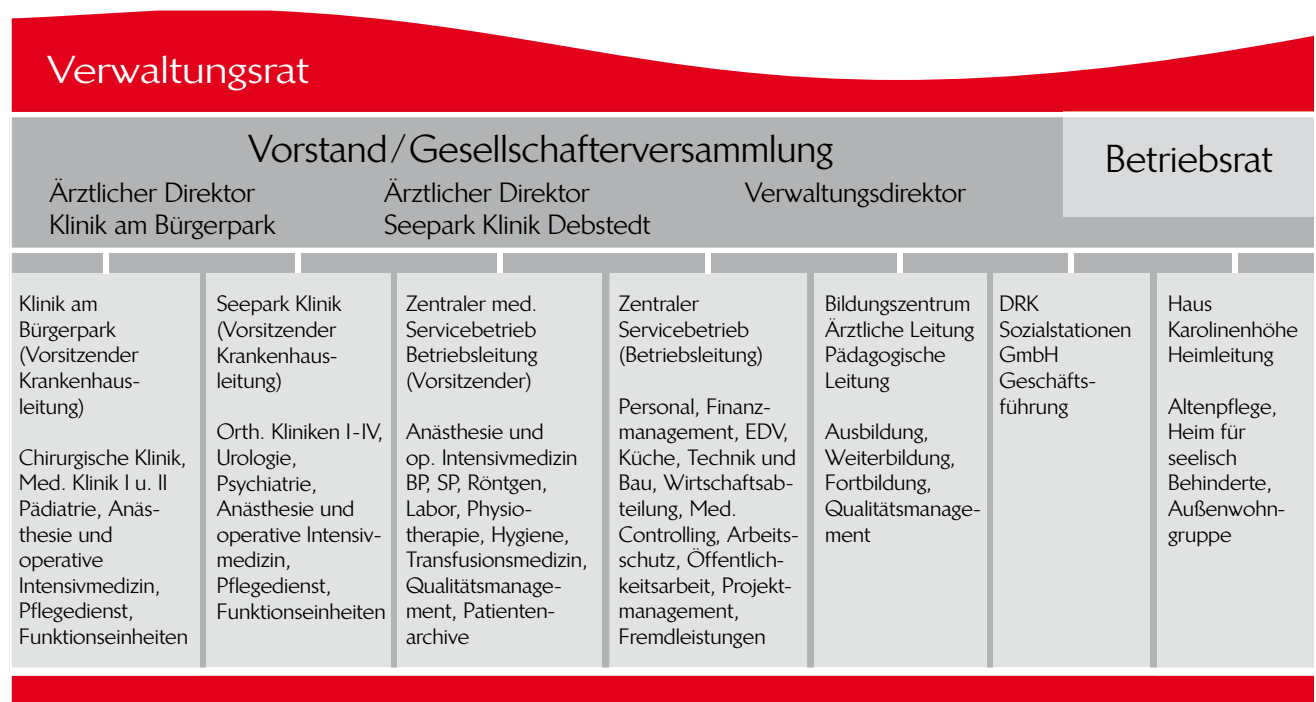 Verwaltungsrat
Vorstand/Gesellschafterversammlung
Ärztlicher Direktor
Klinik am Bürgerpark
Ärztlicher Direktor
Seepark Klinik Debstedt
Verwaltungsdirektor
Betriebsrat
Klinik am
Bürgerpark
(Vorsitzender
Krankenhaus-
leitung)
Chirurgische Klinik,
Med. Klinik I u. II
Pädiatrie, Anäs-
thesie und
operative
Intensivmedizin,
Pflegedienst,
Funktionseinheiten
Seepark Klinik
(Vorsitzender
Krankenhaus-
leitung)
Orth. Kliniken I-IV,
Urologie,
Psychiatrie,
Anästhesie und
operative Intensiv-
medizin,
Pflegedienst,
Funktionseinheiten
Zentraler med.
Servicebetrieb
Betriebsleitung
(Vorsitzender)
Anästhesie und
op. Intensivmedizin
BP, SP, Röntgen,
Labor, Physio-
therapie, Hygiene,
Transfusionsmedizin,
Qualitätsmanage-
ment, Patienten-
archive
Zentraler
Servicebetrieb
(Betriebsleitung)
Personal, Finanz-
management, EDV,
Küche, Technik und
Bau, Wirtschaftsab-
teilung, Med.
Controlling, Arbeits-
schutz, Öffentlich-
keitsarbeit, Projekt-
management,
Fremdleistungen
Bildungszentrum
Ärztliche Leitung
Pädagogische
Leitung
Ausbildung,
Weiterbildung,
Fortbildung,
Qualitätsmanage-
ment
DRK
Sozialstationen
GmbH
Geschäfts-
führung
Haus
Karolinenhöhe
Heimleitung
Altenpflege,
Heim für
seelisch
Behinderte,
Außenwohn-
gruppe